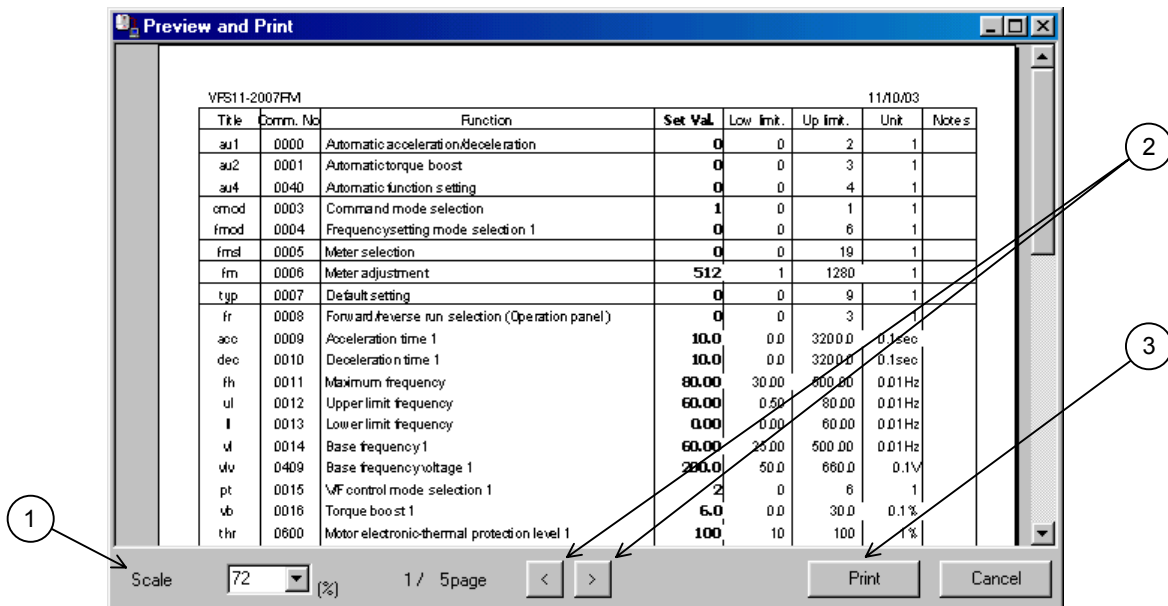 Preview and Print
VFS11-2007PM 11/10/03
Title Comm. No Function Set Val. Low limit. Up limit. Unit Notes
au1 0000 Automatic acceleration/deceleration 0 0 2 1
au2 0001 Automatic torque boost 0 0 3 1
au4 0040 Automatic function setting 0 0 4 1
cmod 0003 Command mode selection 1 0 1 1
fmod 0004 Frequency setting mode selection 1 0 0 6 1
fmsl 0005 Meter selection 0 0 19 1
fm 0006 Meter adjustment 512 1 1280 1
typ 0007 Default setting 0 0 9 1
fr 0008 Forward/reverse run selection (Operation panel) 0 0 3 1
acc 0009 Acceleration time 1 10.0 0.0 3200.0 0.1sec
dec 0010 Deceleration time 1 10.0 0.0 3200.0 0.1sec
fh 0011 Maximum frequency 80.00 30.00 500.00 0.01Hz
ul 0012 Upper limit frequency 60.00 0.50 80.00 0.01Hz
ll 0013 Lower limit frequency 0.00 0.00 60.00 0.01Hz
vl 0014 Base frequency 1 60.00 25.00 500.00 0.01Hz
vlv 0409 Base frequency voltage 1 200.0 50.0 660.0 0.1V
pt 0015 V/F control mode selection 1 2 0 6 1
vb 0016 Torque boost 1 6.0 0.0 30.0 0.1%
thr 0600 Motor electronic-thermal protection level 1 100 10 100 1%
Scale 72 (%) 1/ 5page < > Print Cancel
1
2
3